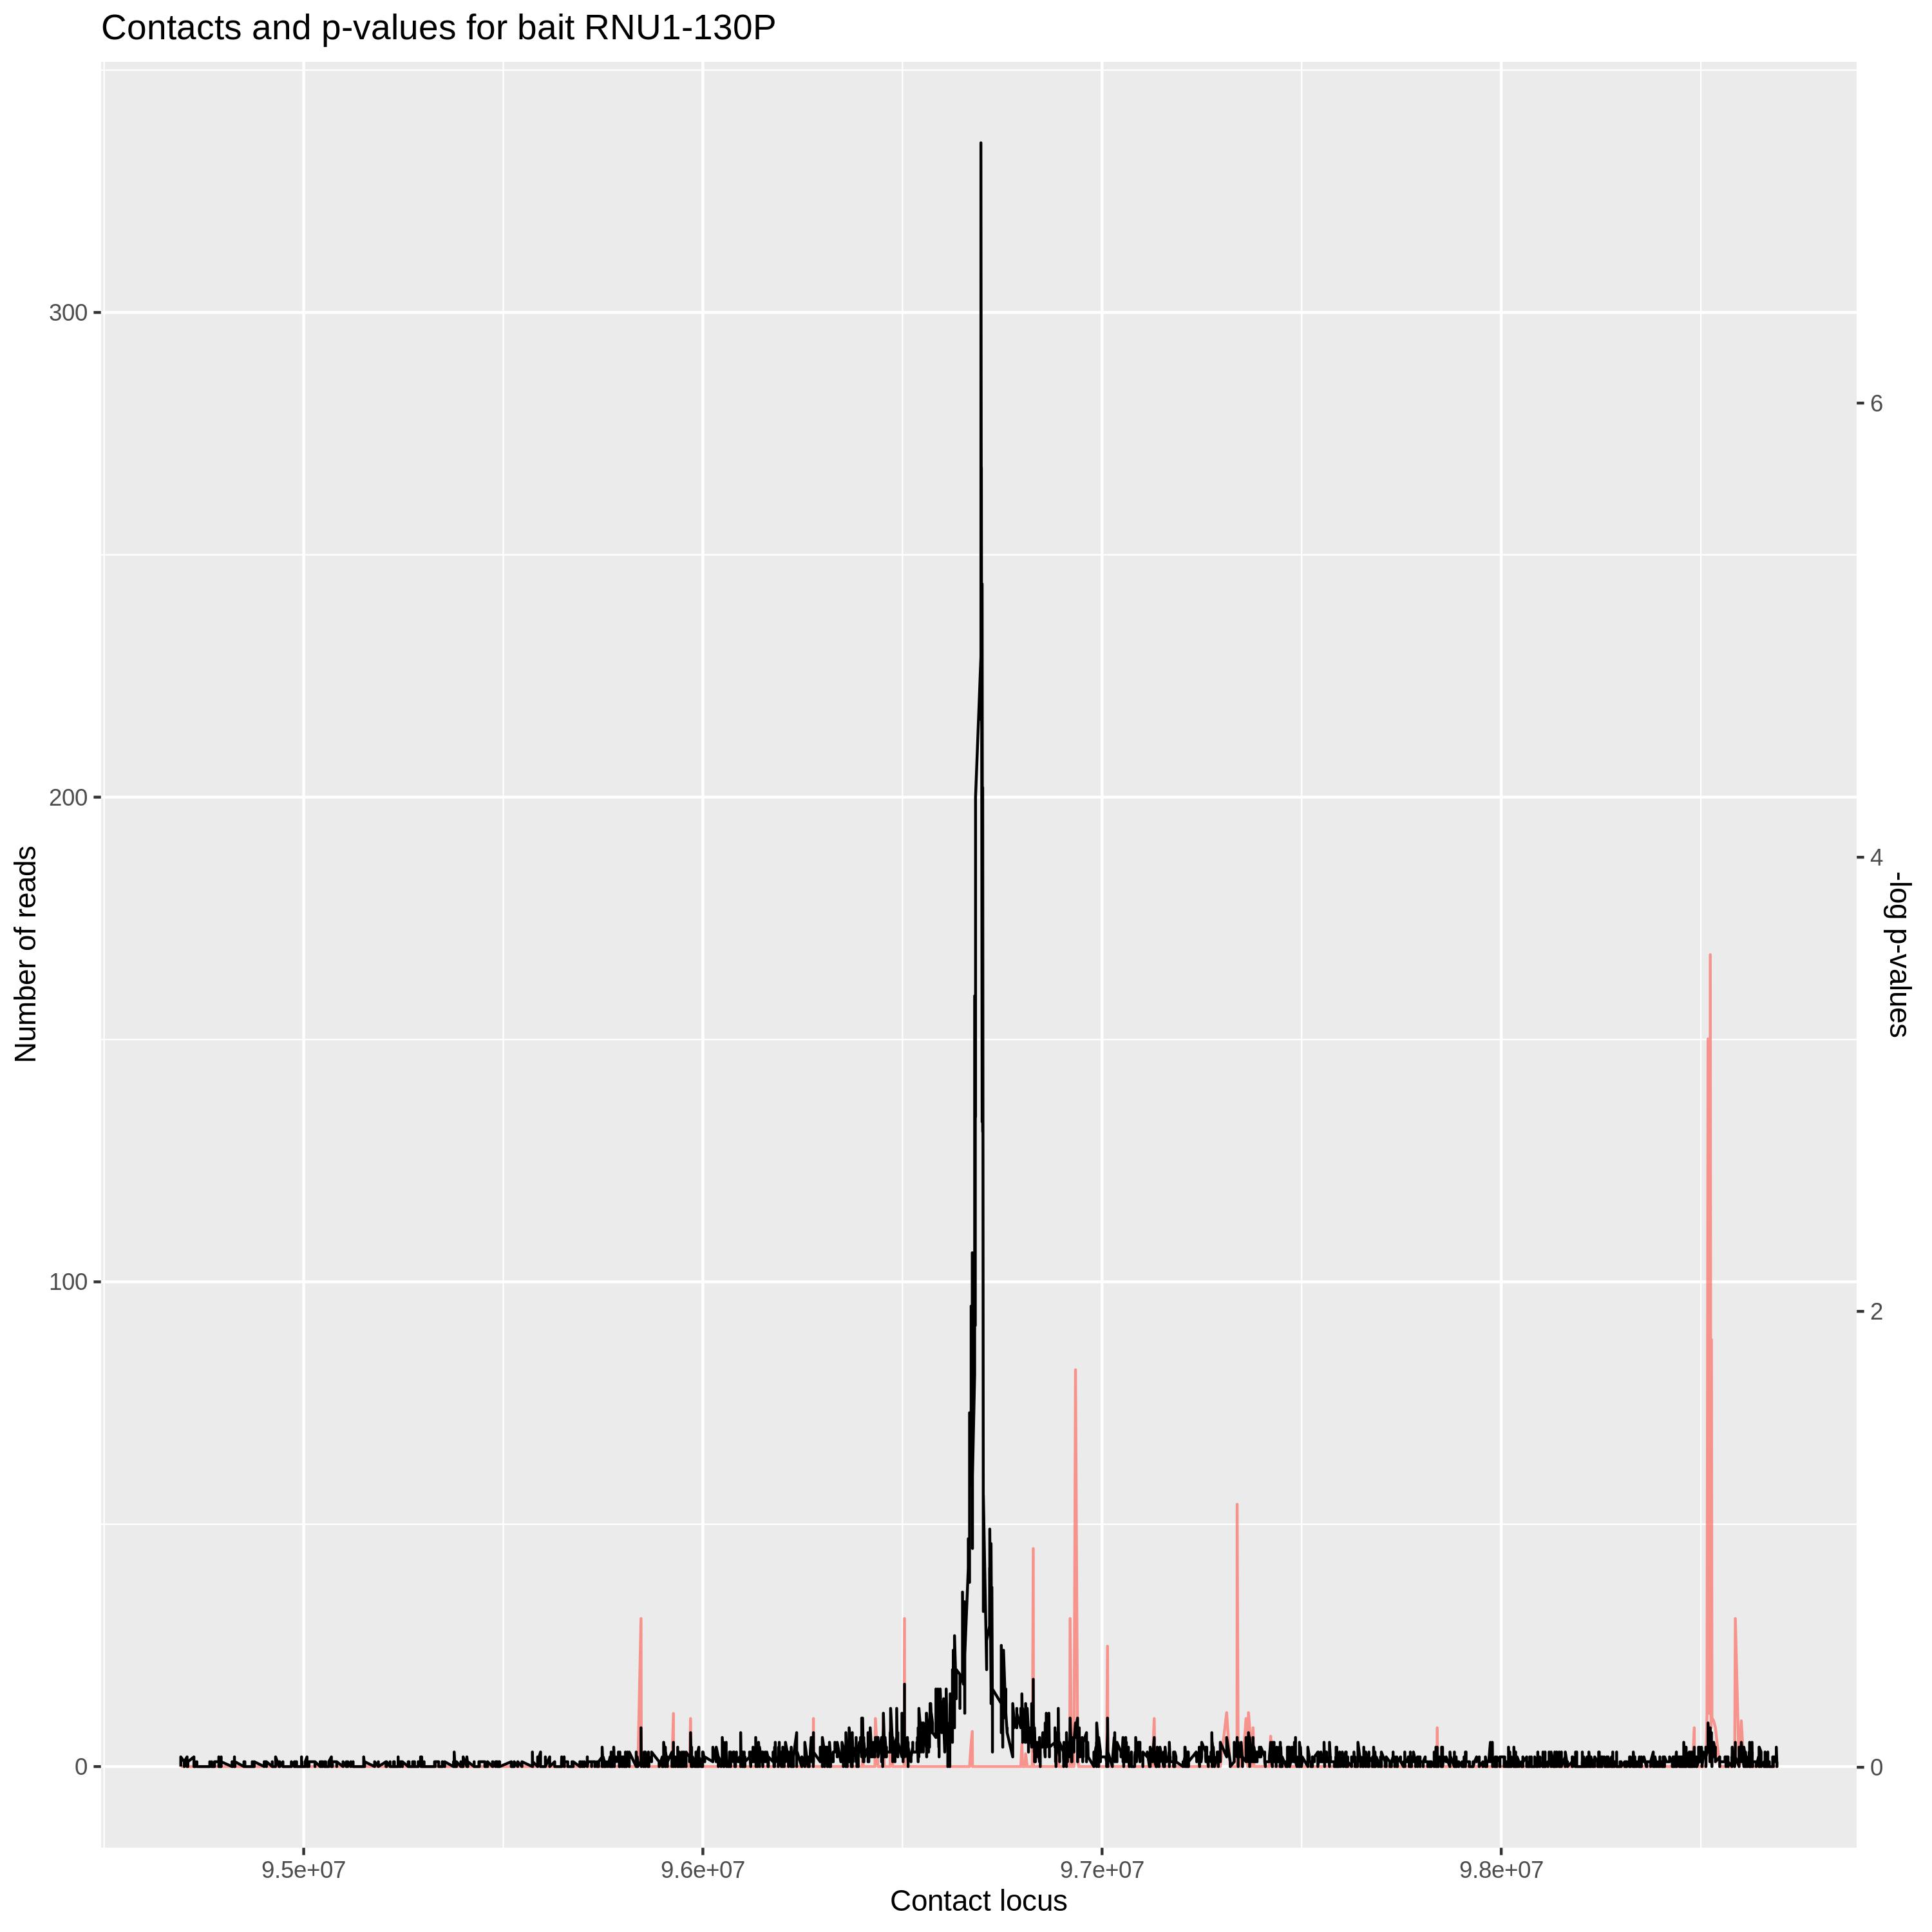 Contacts and p-values for bait RNU1-130P
300
200
100
0
Number of reads
6
4
2
0
-log p-values
9.5e+07
9.6e+07
9.7e+07
9.8e+07
Contact locus